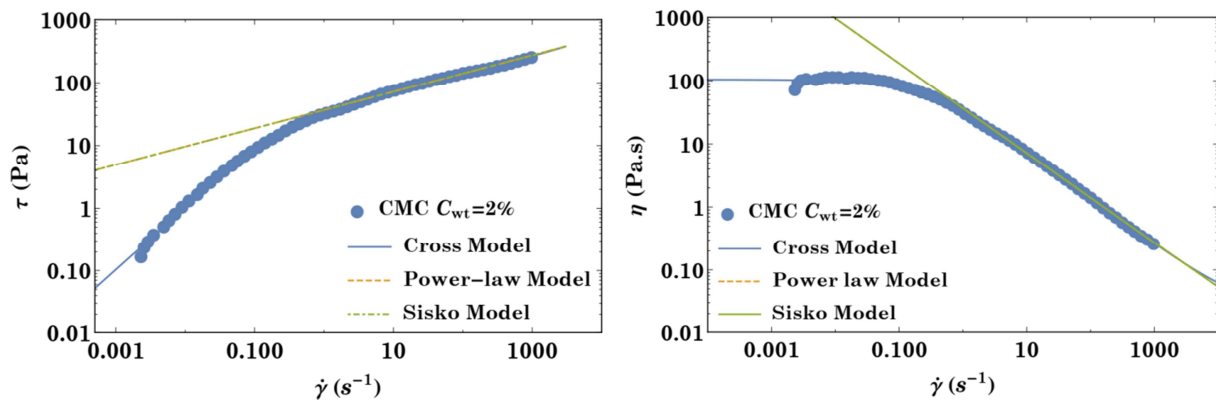 1000
100
10
1
0.10
0.01
τ (Pa)
CMC C_wt=2%
Cross Model
Power-law Model
Sisko Model
0.001 0.100 10 1000
γ̇ (s⁻¹)
1000
100
10
1
0.10
0.01
η (Pa.s)
CMC C_wt=2%
Cross Model
Power law Model
Sisko Model
0.001 0.100 10 1000
γ̇ (s⁻¹)